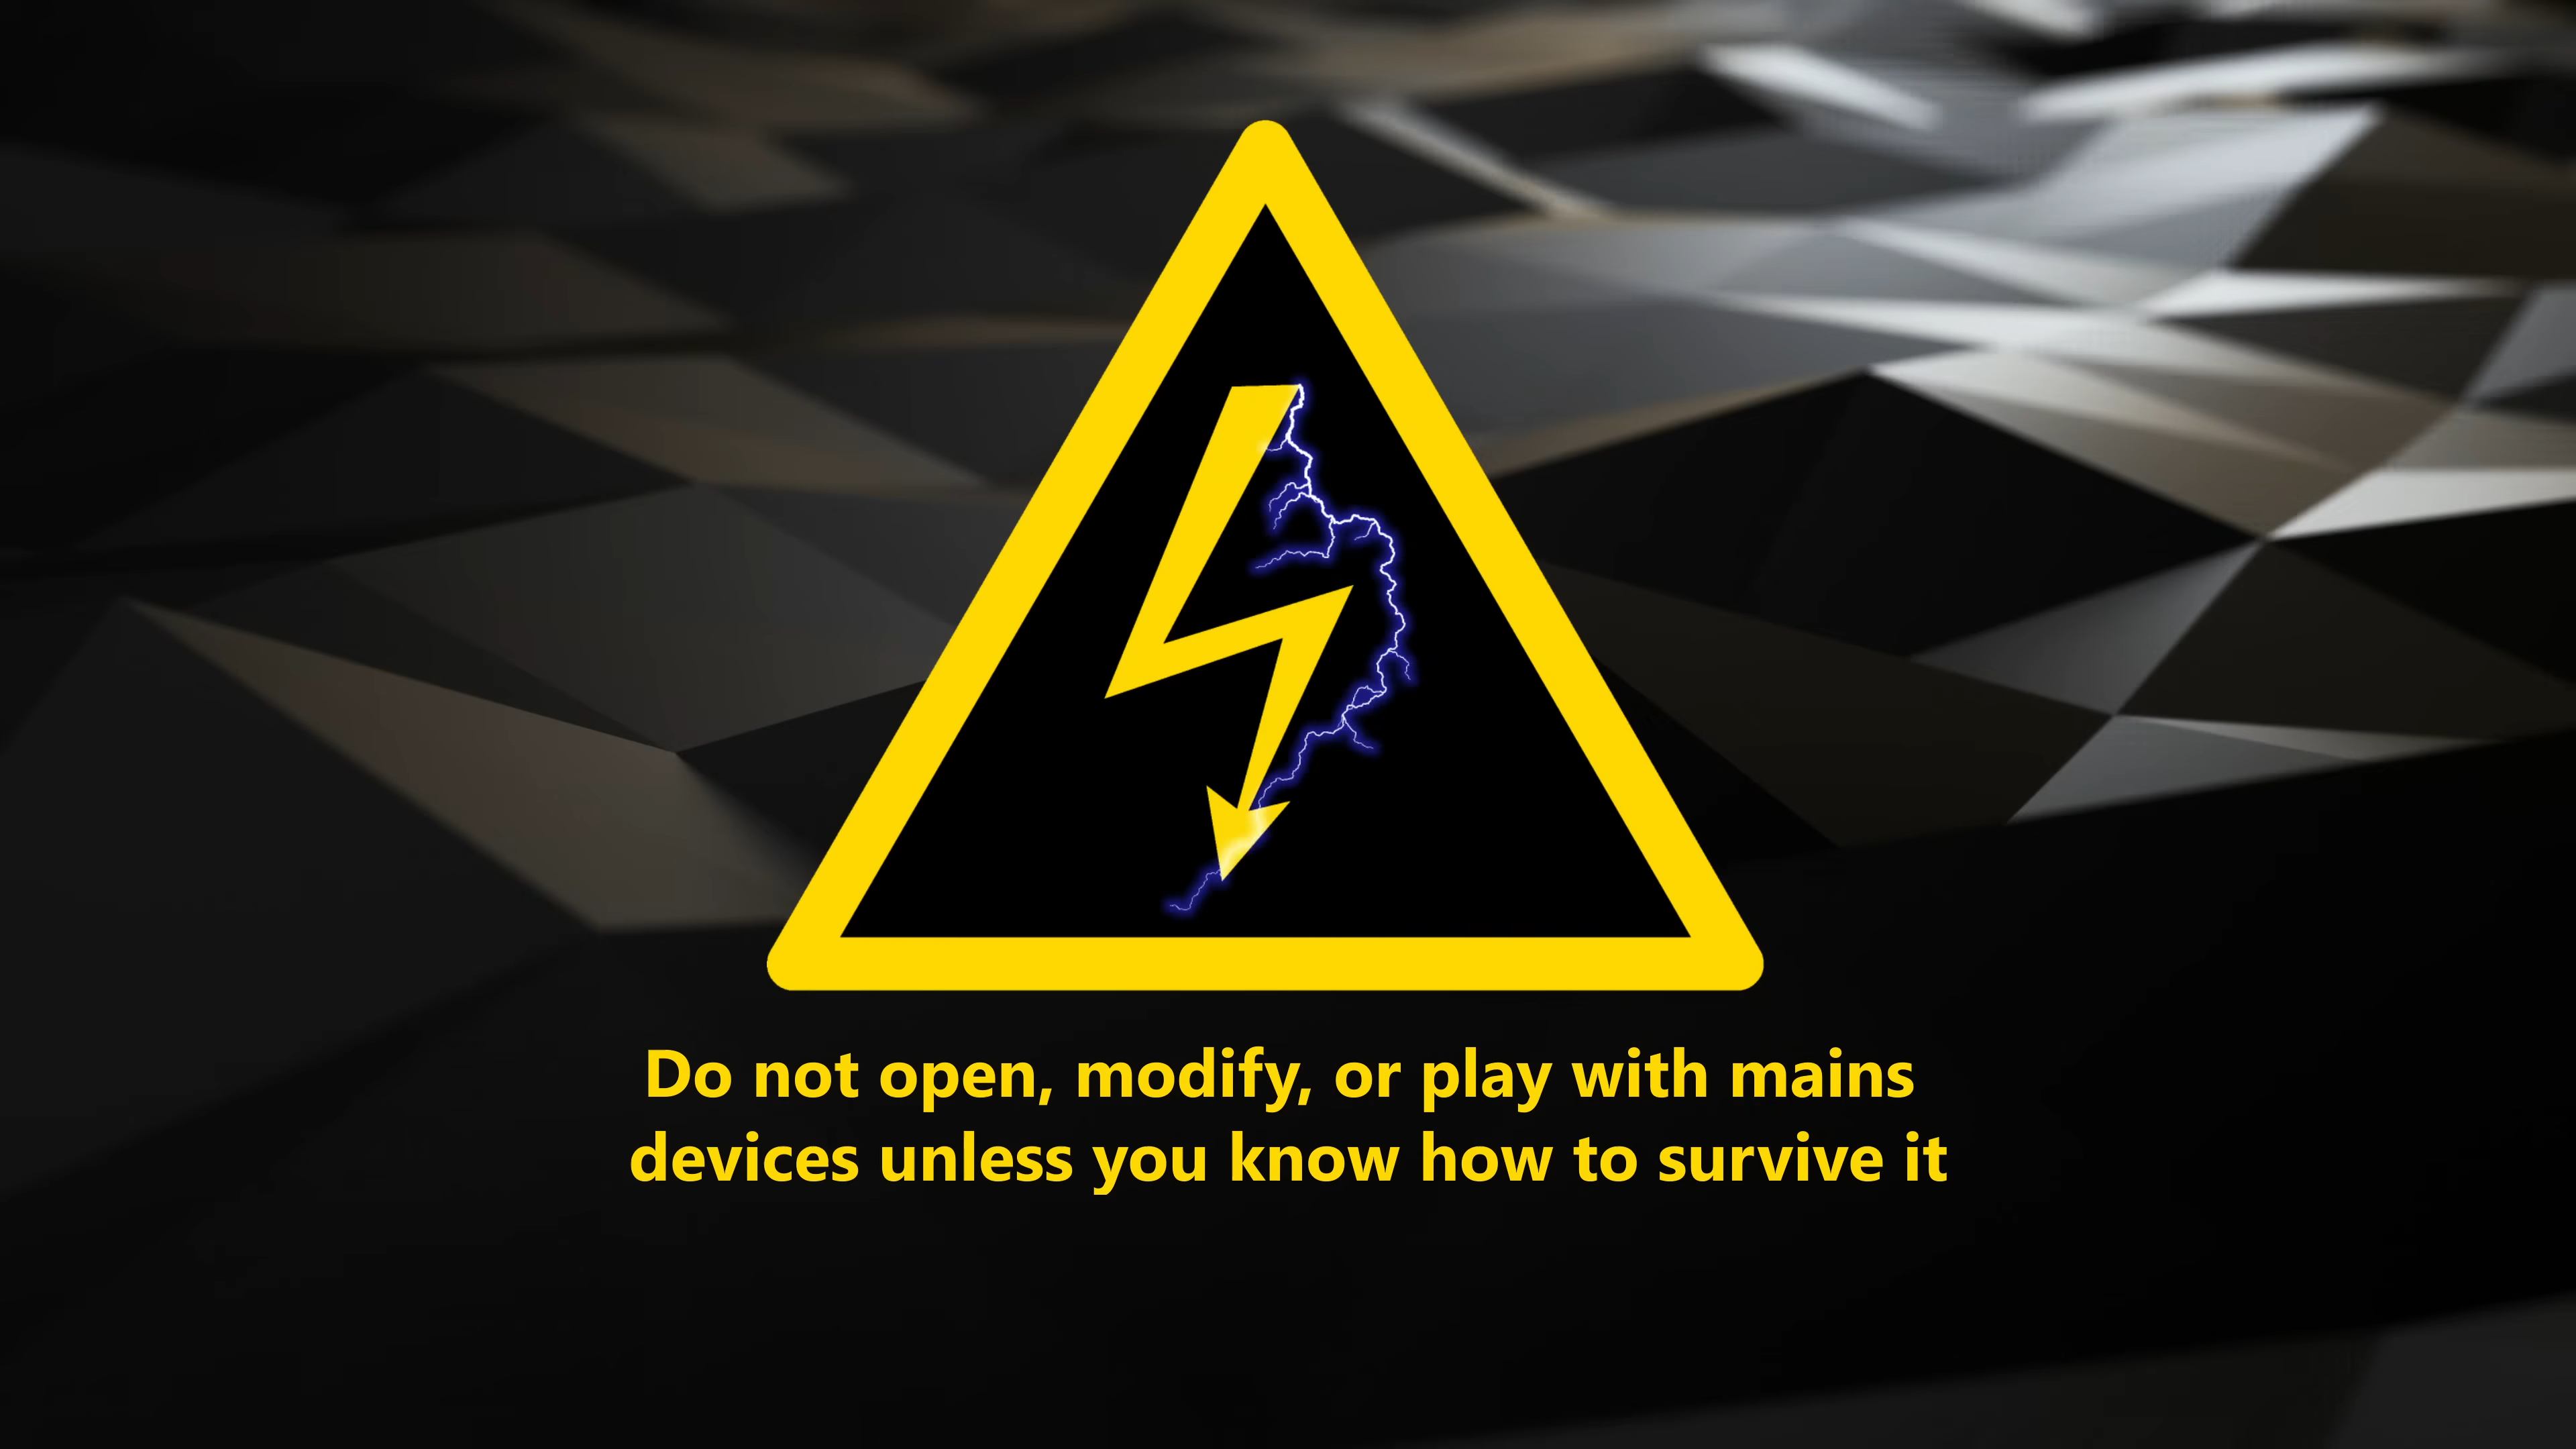 Do not open, modify, or play with mains
devices unless you know how to survive it